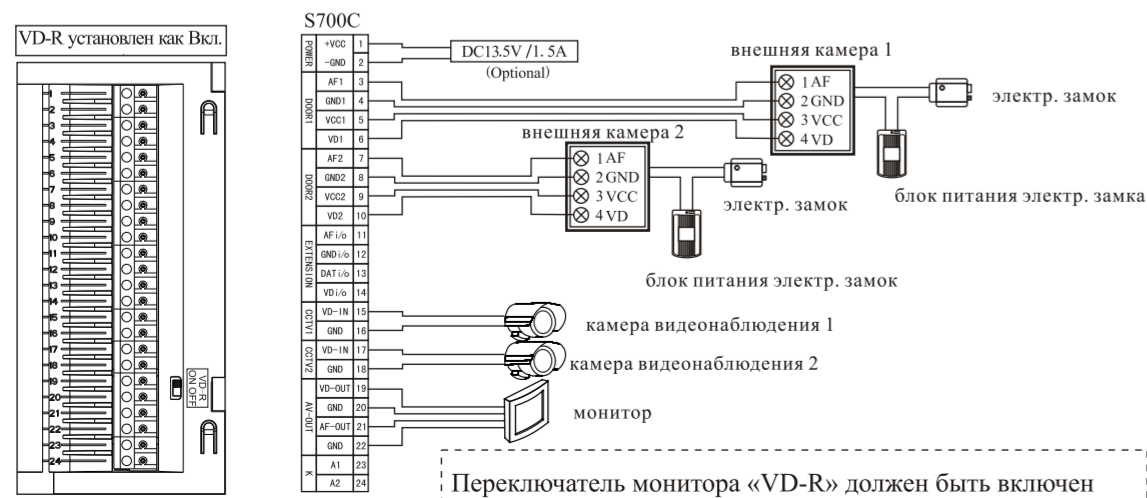 VD-R установлен как Вкл.
1
2
3
4
5
6
7
8
9
10
11
12
13
14
15
16
17
18
19
20
21
22
23
24
VD-R
ON OFF
S700C
POWER
+VCC 1
-GND 2
DOOR1
AF1 3
GND1 4
VCC1 5
VD1 6
DOOR2
AF2 7
GND2 8
VCC2 9
VD2 10
EXTENSION
AFi/o 11
GNDi/o 12
DATi/o 13
VDi/o 14
CCTV1
VD-IN 15
GND 16
CCTV2
VD-IN 17
GND 18
AV-OUT
VD-OUT 19
GND 20
AF-OUT 21
GND 22
K
A1 23
A2 24
DC13.5V /1. 5A
(Optional)
внешняя камера 1
1 AF
2 GND
3 VCC
4 VD
электр. замок
блок питания электр. замка
внешняя камера 2
1 AF
2 GND
3 VCC
4 VD
электр. замок
блок питания электр. замок
камера видеонаблюдения 1
камера видеонаблюдения 2
монитор
Переключатель монитора «VD-R» должен быть включен